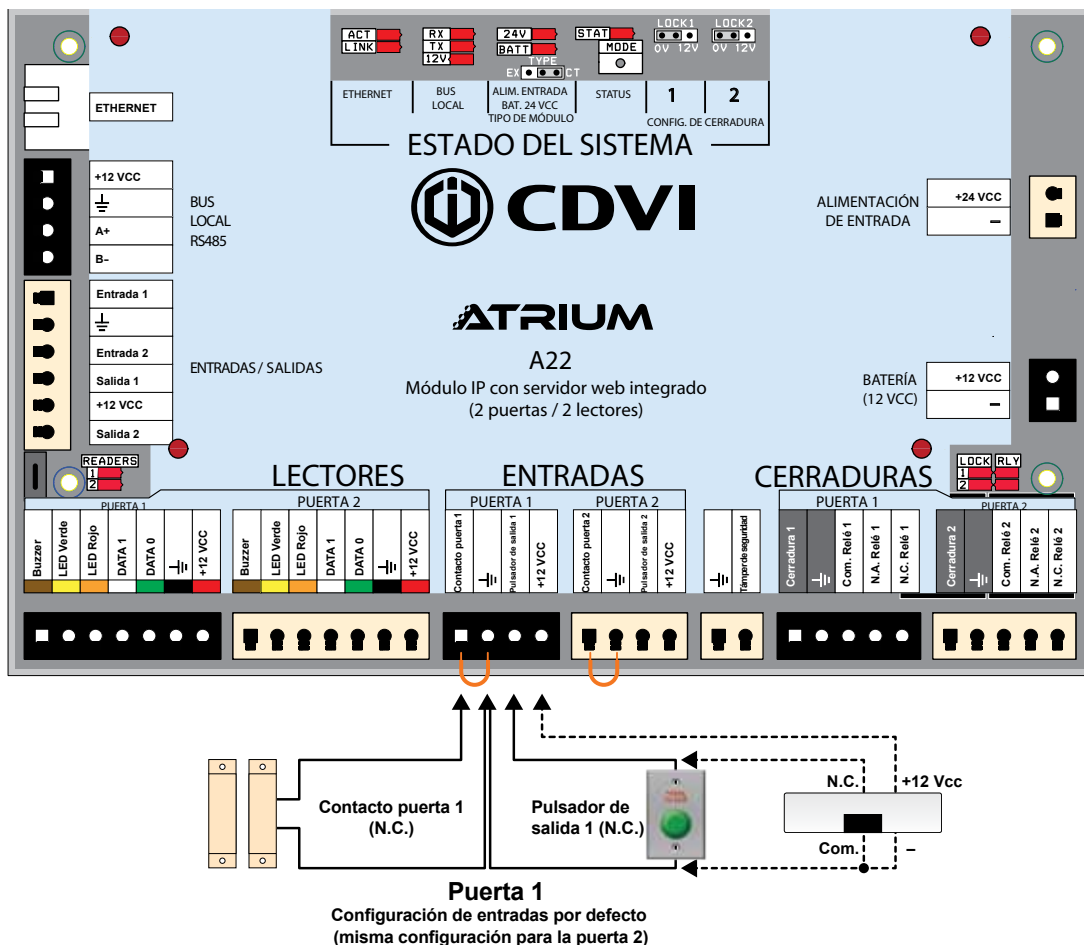 ACT
LINK
RX
TX
12V
24V
BATT
TYPE
EX
CT
STAT
MODE
LOCK1
0V 12V
LOCK2
0V 12V
ETHERNET
BUS
LOCAL
ALIM. ENTRADA
BAT. 24 VCC
TIPO DE MÓDULO
STATUS
1
2
CONFIG. DE CERRADURA
ESTADO DEL SISTEMA
CDVI
ATRIUM
A22
Módulo IP con servidor web integrado
(2 puertas / 2 lectores)
ETHERNET
+12 VCC
A+
B-
BUS
LOCAL
RS485
Entrada 1
Entrada 2
Salida 1
+12 VCC
Salida 2
ENTRADAS / SALIDAS
ALIMENTACIÓN
DE ENTRADA
+24 VCC
–
BATERÍA
(12 VCC)
+12 VCC
–
READERS
1
2
LOCK RLY
1
2
LECTORES
ENTRADAS
CERRADURAS
PUERTA 1
PUERTA 2
PUERTA 1
PUERTA 2
PUERTA 1
PUERTA 2
Buzzer
LED Verde
LED Rojo
DATA 1
DATA 0
+12 VCC
Buzzer
LED Verde
LED Rojo
DATA 1
DATA 0
+12 VCC
Contacto puerta 1
Pulsador de salida 1
+12 VCC
Contacto puerta 2
Pulsador de salida 2
+12 VCC
Támper de seguridad
Cerradura 1
Com. Relé 1
N.A. Relé 1
N.C. Relé 1
Cerradura 2
Com. Relé 2
N.A. Relé 2
N.C. Relé 2
Contacto puerta 1
(N.C.)
Pulsador de
salida 1 (N.C.)
N.C.
+12 Vcc
Com.
–
Puerta 1
Configuración de entradas por defecto
(misma configuración para la puerta 2)